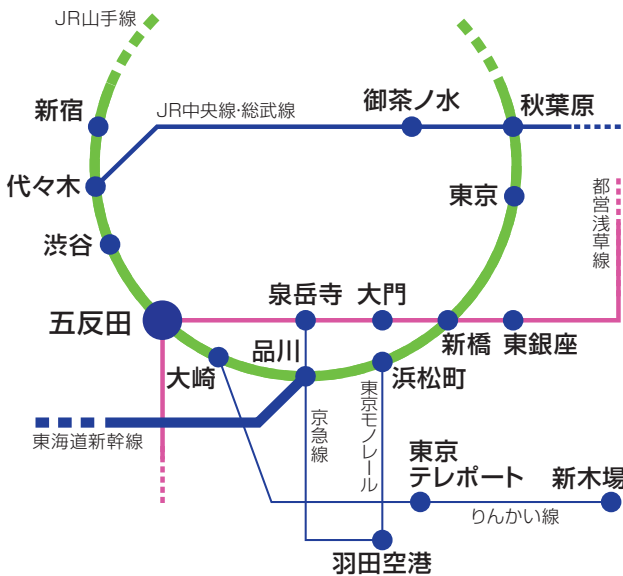 JR山手線
新宿
JR中央線・総武線
御茶ノ水
秋葉原
代々木
東京
都営浅草線
渋谷
五反田
泉岳寺
大門
新橋
東銀座
大崎
品川
浜松町
東海道新幹線
京急線
東京モノレール
東京
テレポート
新木場
りんかい線
羽田空港